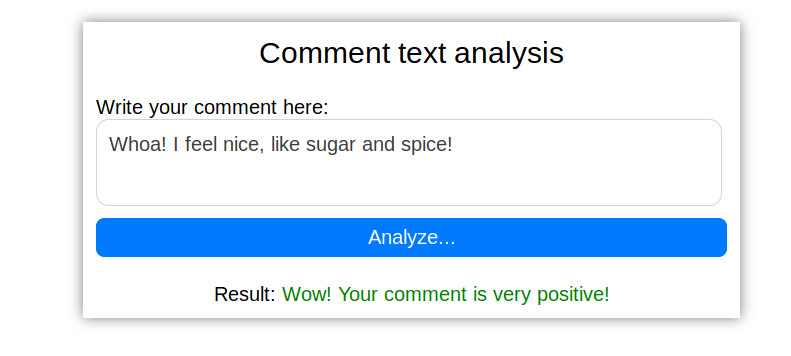 Comment text analysis
Write your comment here:
Whoa! I feel nice, like sugar and spice!
Analyze...
Result: Wow! Your comment is very positive!